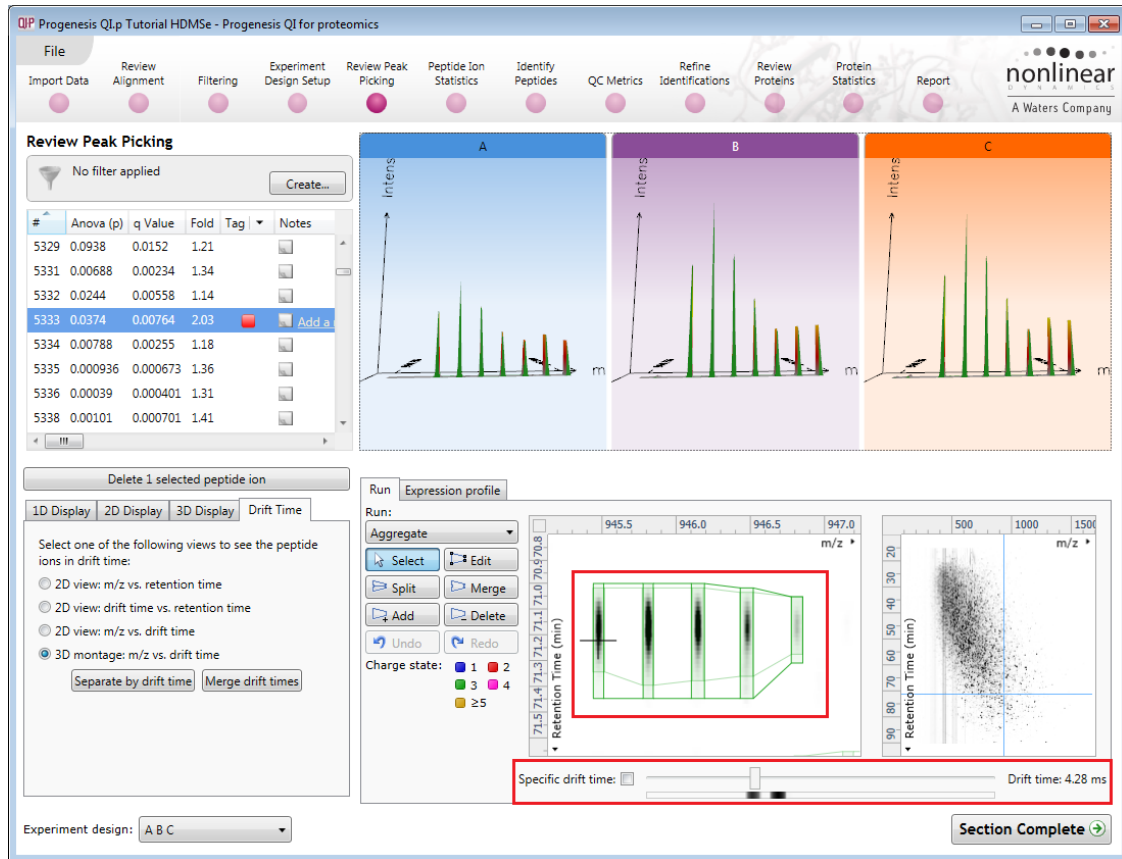 Progenesis QI.p Tutorial HDMSe - Progenesis QI for proteomics
File
Import Data
Review Alignment
Filtering
Experiment Design Setup
Review Peak Picking
Peptide Ion Statistics
Identify Peptides
QC Metrics
Refine Identifications
Review Proteins
Protein Statistics
Report
nonlinear
DYNAMICS
A Waters Company
Review Peak Picking
No filter applied
Create...
# Anova (p) q Value Fold Tag Notes
5329 0.0938 0.0152 1.21
5331 0.00688 0.00234 1.34
5332 0.0244 0.00558 1.14
5333 0.0374 0.00764 2.03 Add a
5334 0.00788 0.00255 1.18
5335 0.000936 0.000673 1.36
5336 0.00039 0.000401 1.31
5338 0.00101 0.000701 1.41
A
Intens
m
B
Intens
m
C
Intens
m
Delete 1 selected peptide ion
1D Display 2D Display 3D Display Drift Time
Select one of the following views to see the peptide
ions in drift time:
2D view: m/z vs. retention time
2D view: drift time vs. retention time
2D view: m/z vs. drift time
3D montage: m/z vs. drift time
Separate by drift time Merge drift times
Run Expression profile
Run:
Aggregate
Select Edit
Split Merge
Add Delete
Undo Redo
Charge state: 1 2
3 4
≥5
945.5 946.0 946.5 947.0
m/z
70.8 70.9 71.0 71.1 71.2 71.3 71.4 71.5
Retention Time (min)
500 1000 1500
m/z
20 30 40 50 60 70 80 90
Retention Time (min)
Specific drift time:
Drift time: 4.28 ms
Experiment design: A B C
Section Complete